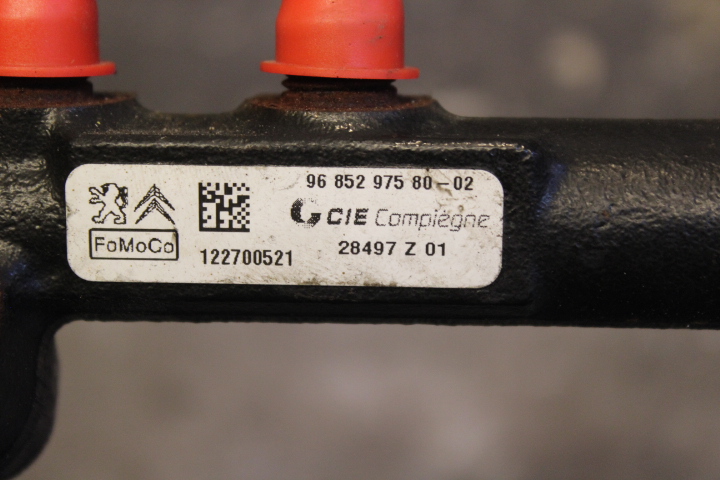 96 852 975 80-02
CIE Compiègne
FoMoCo
122700521
28497 Z 01